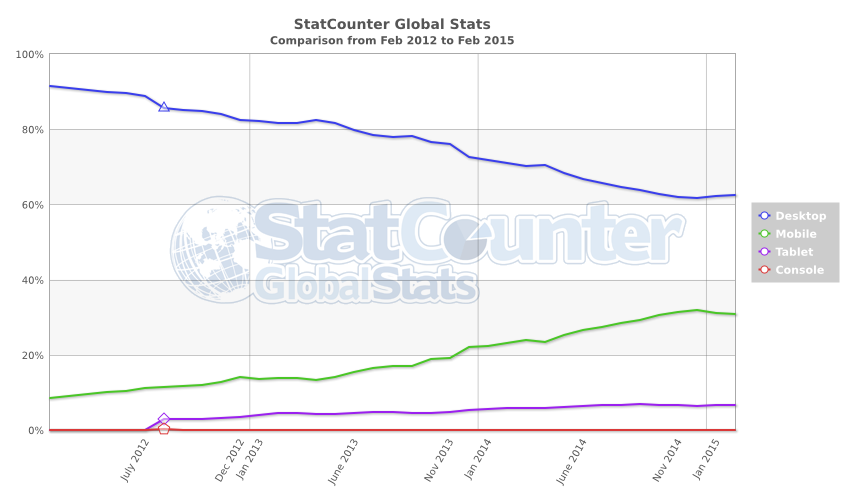 StatCounter Global Stats
Comparison from Feb 2012 to Feb 2015
100%
80%
60%
40%
20%
0%
StatCounter
GlobalStats
Desktop
Mobile
Tablet
Console
July 2012
Dec 2012
Jan 2013
June 2013
Nov 2013
Jan 2014
June 2014
Nov 2014
Jan 2015